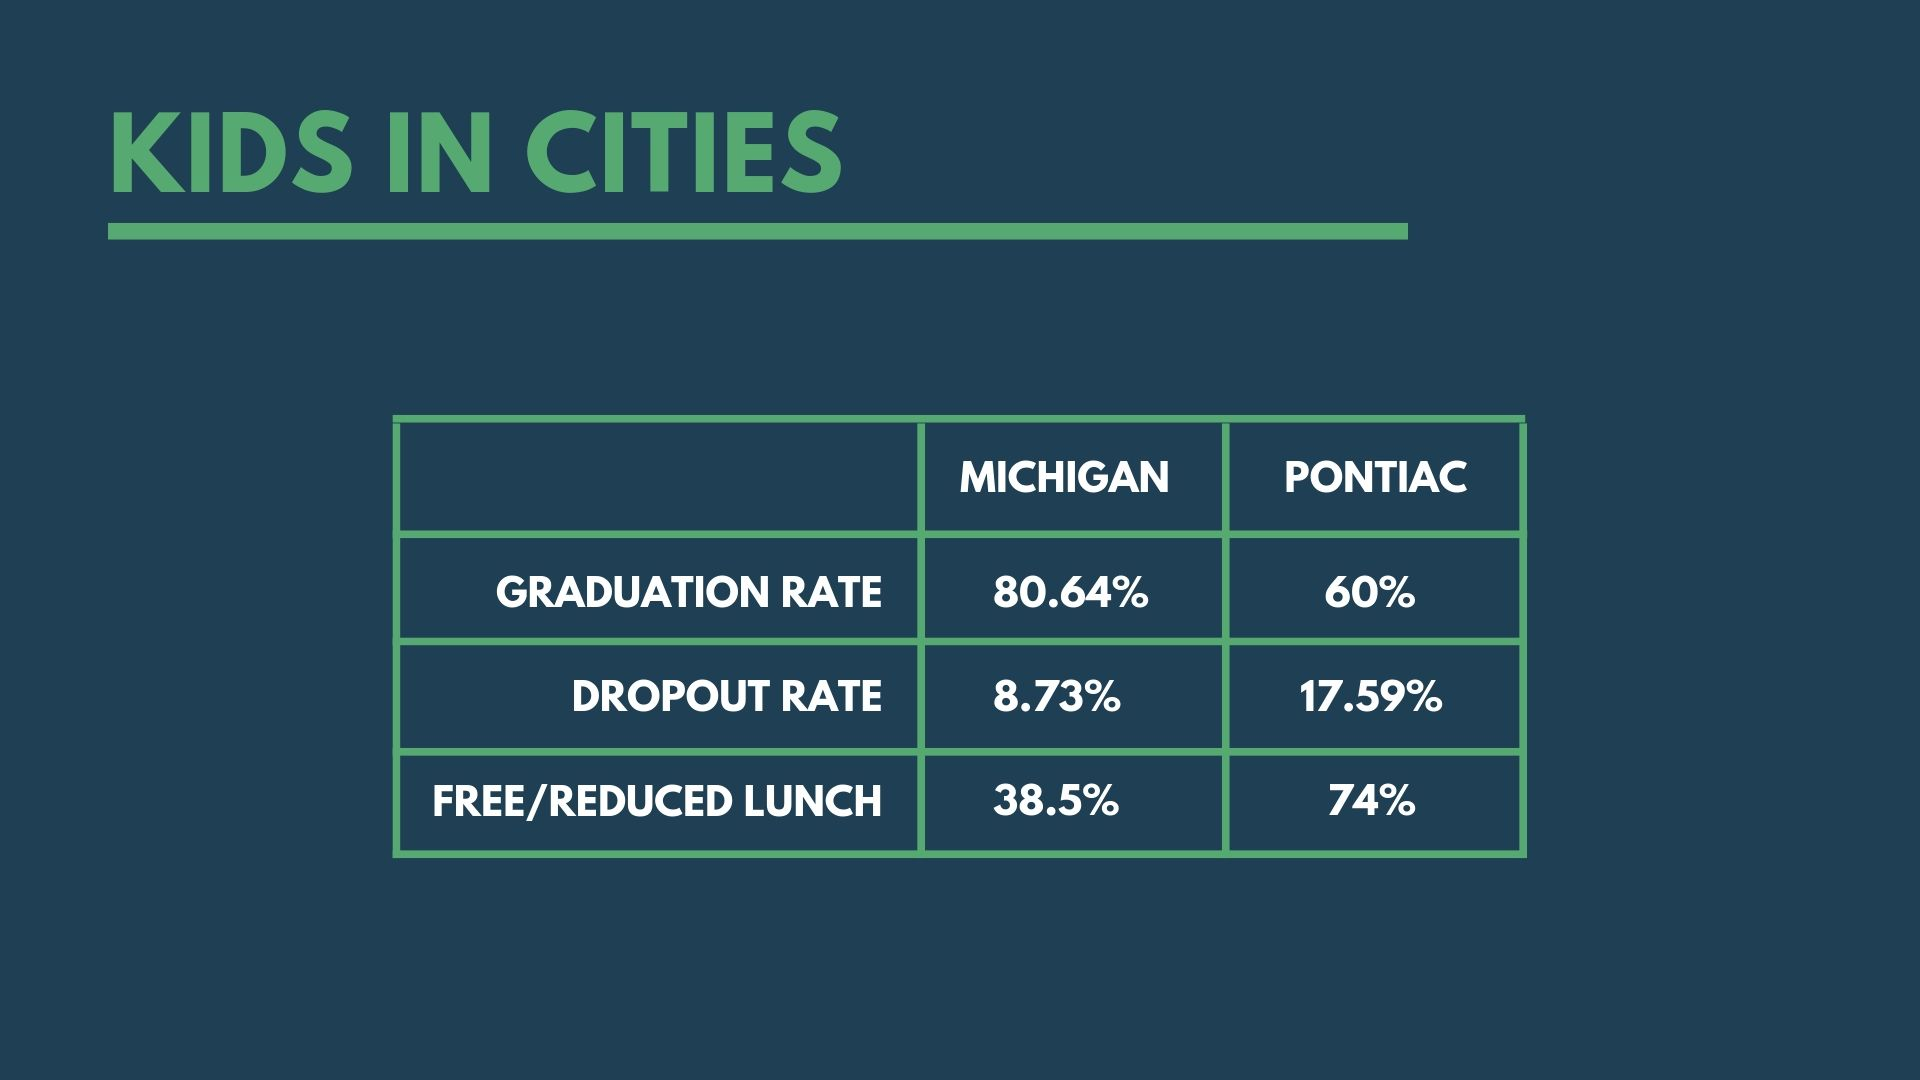 KIDS IN CITIES
MICHIGAN PONTIAC
GRADUATION RATE 80.64% 60%
DROPOUT RATE 8.73% 17.59%
FREE/REDUCED LUNCH 38.5% 74%